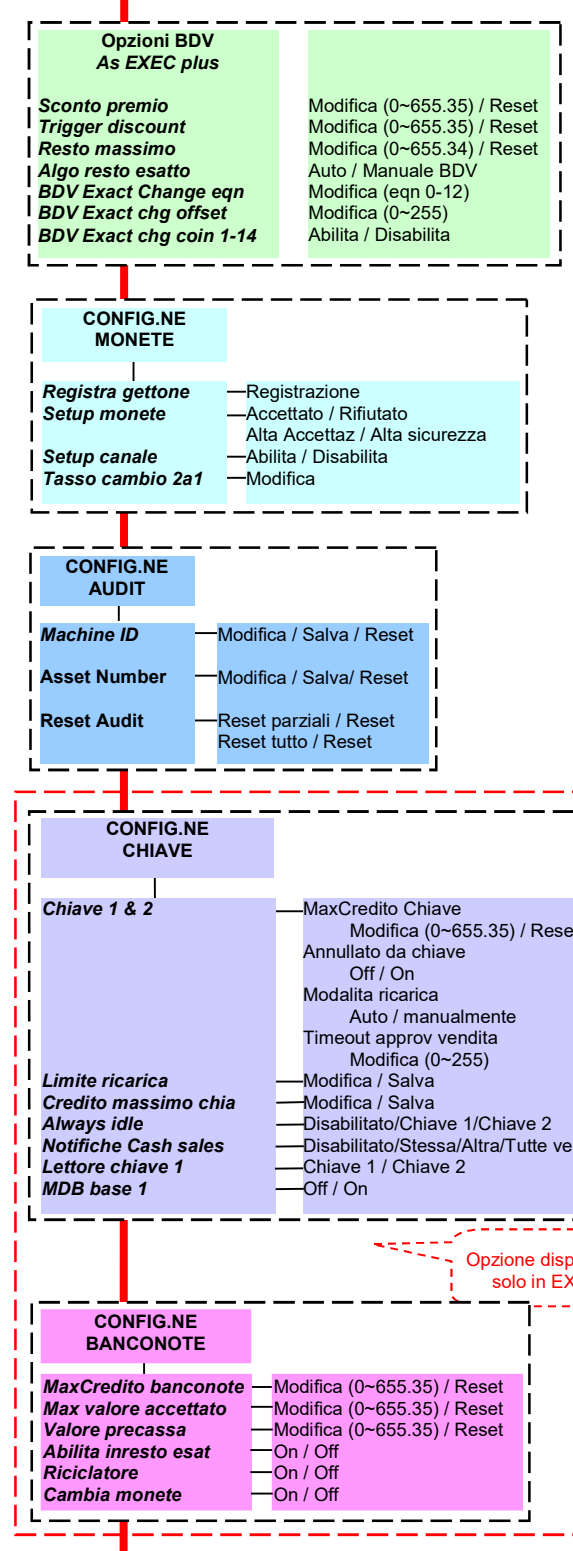 Opzioni BDV
As EXEC plus
Sconto premio Modifica (0~655.35) / Reset
Trigger discount Modifica (0~655.35) / Reset
Resto massimo Modifica (0~655.34) / Reset
Algo resto esatto Auto / Manuale BDV
BDV Exact Change eqn Modifica (eqn 0-12)
BDV Exact chg offset Modifica (0~255)
BDV Exact chg coin 1-14 Abilita / Disabilita
CONFIG.NE
MONETE
Registra gettone Registrazione
Setup monete Accettato / Rifiutato
Alta Accettaz / Alta sicurezza
Setup canale Abilita / Disabilita
Tasso cambio 2a1 Modifica
CONFIG.NE
AUDIT
Machine ID Modifica / Salva / Reset
Asset Number Modifica / Salva/ Reset
Reset Audit Reset parziali / Reset
Reset tutto / Reset
CONFIG.NE
CHIAVE
Chiave 1 & 2 MaxCredito Chiave
Modifica (0~655.35) / Rese
Annullato da chiave
Off / On
Modalita ricarica
Auto / manualmente
Timeout approv vendita
Modifica (0~255)
Limite ricarica Modifica / Salva
Credito massimo chia Modifica / Salva
Always idle Disabilitato/Chiave 1/Chiave 2
Notifiche Cash sales Disabilitato/Stessa/Altra/Tutte ve
Lettore chiave 1 Chiave 1 / Chiave 2
MDB base 1 Off / On
Opzione disp
solo in EX
CONFIG.NE
BANCONOTE
MaxCredito banconote Modifica (0~655.35) / Reset
Max valore accettato Modifica (0~655.35) / Reset
Valore precassa Modifica (0~655.35) / Reset
Abilita inresto esat On / Off
Riciclatore On / Off
Cambia monete On / Off